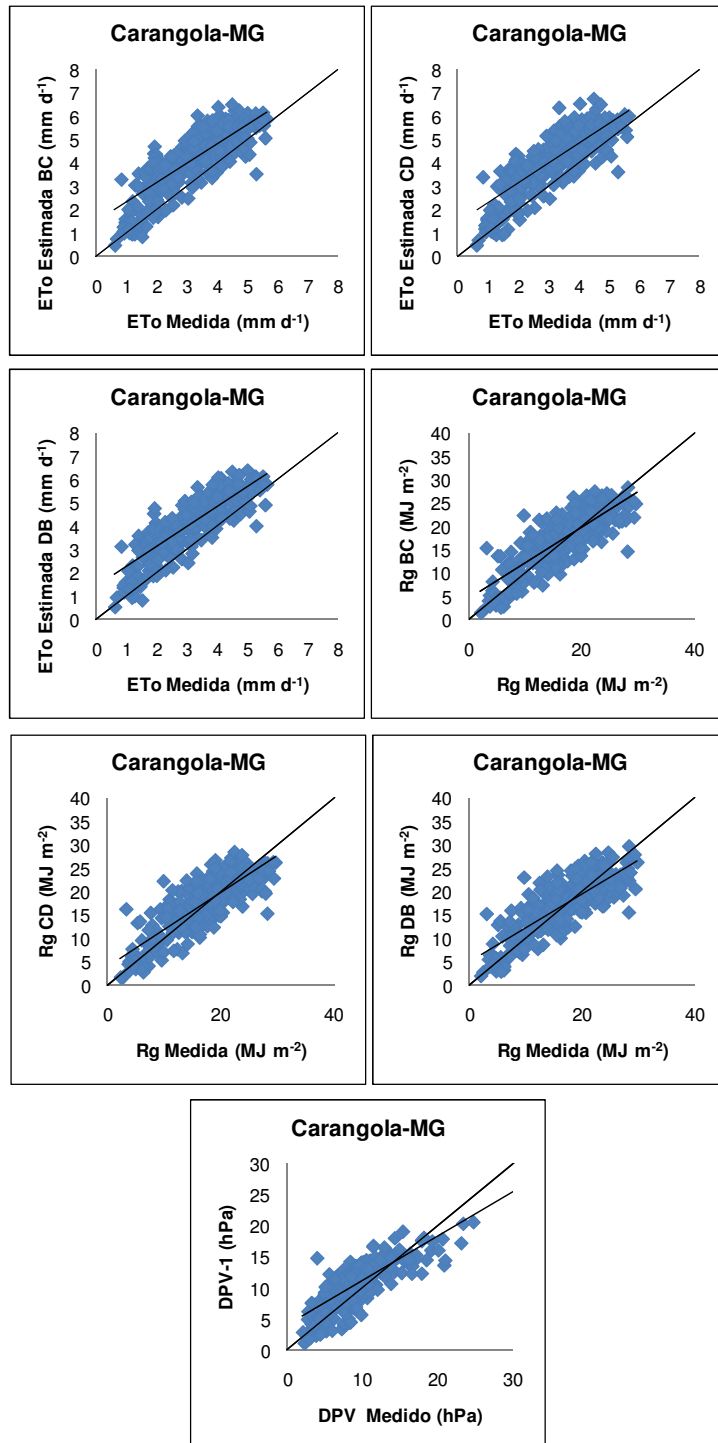 Carangola-MG
ETo Estimada BC (mm d-1)
8
7
6
5
4
3
2
1
0
0 1 2 3 4 5 6 7 8
ETo Medida (mm d-1)
Carangola-MG
ETo Estimada CD (mm d-1)
8
7
6
5
4
3
2
1
0
0 1 2 3 4 5 6 7 8
ETo Medida (mm d-1)
Carangola-MG
ETo Estimada DB (mm d-1)
8
7
6
5
4
3
2
1
0
0 1 2 3 4 5 6 7 8
ETo Medida (mm d-1)
Carangola-MG
Rg BC (MJ m-2)
40
35
30
25
20
15
10
5
0
0 20 40
Rg Medida (MJ m-2)
Carangola-MG
Rg CD (MJ m-2)
40
35
30
25
20
15
10
5
0
0 20 40
Rg Medida (MJ m-2)
Carangola-MG
Rg DB (MJ m-2)
40
35
30
25
20
15
10
5
0
0 20 40
Rg Medida (MJ m-2)
Carangola-MG
DPV-1 (hPa)
30
25
20
15
10
5
0
0 10 20 30
DPV Medido (hPa)